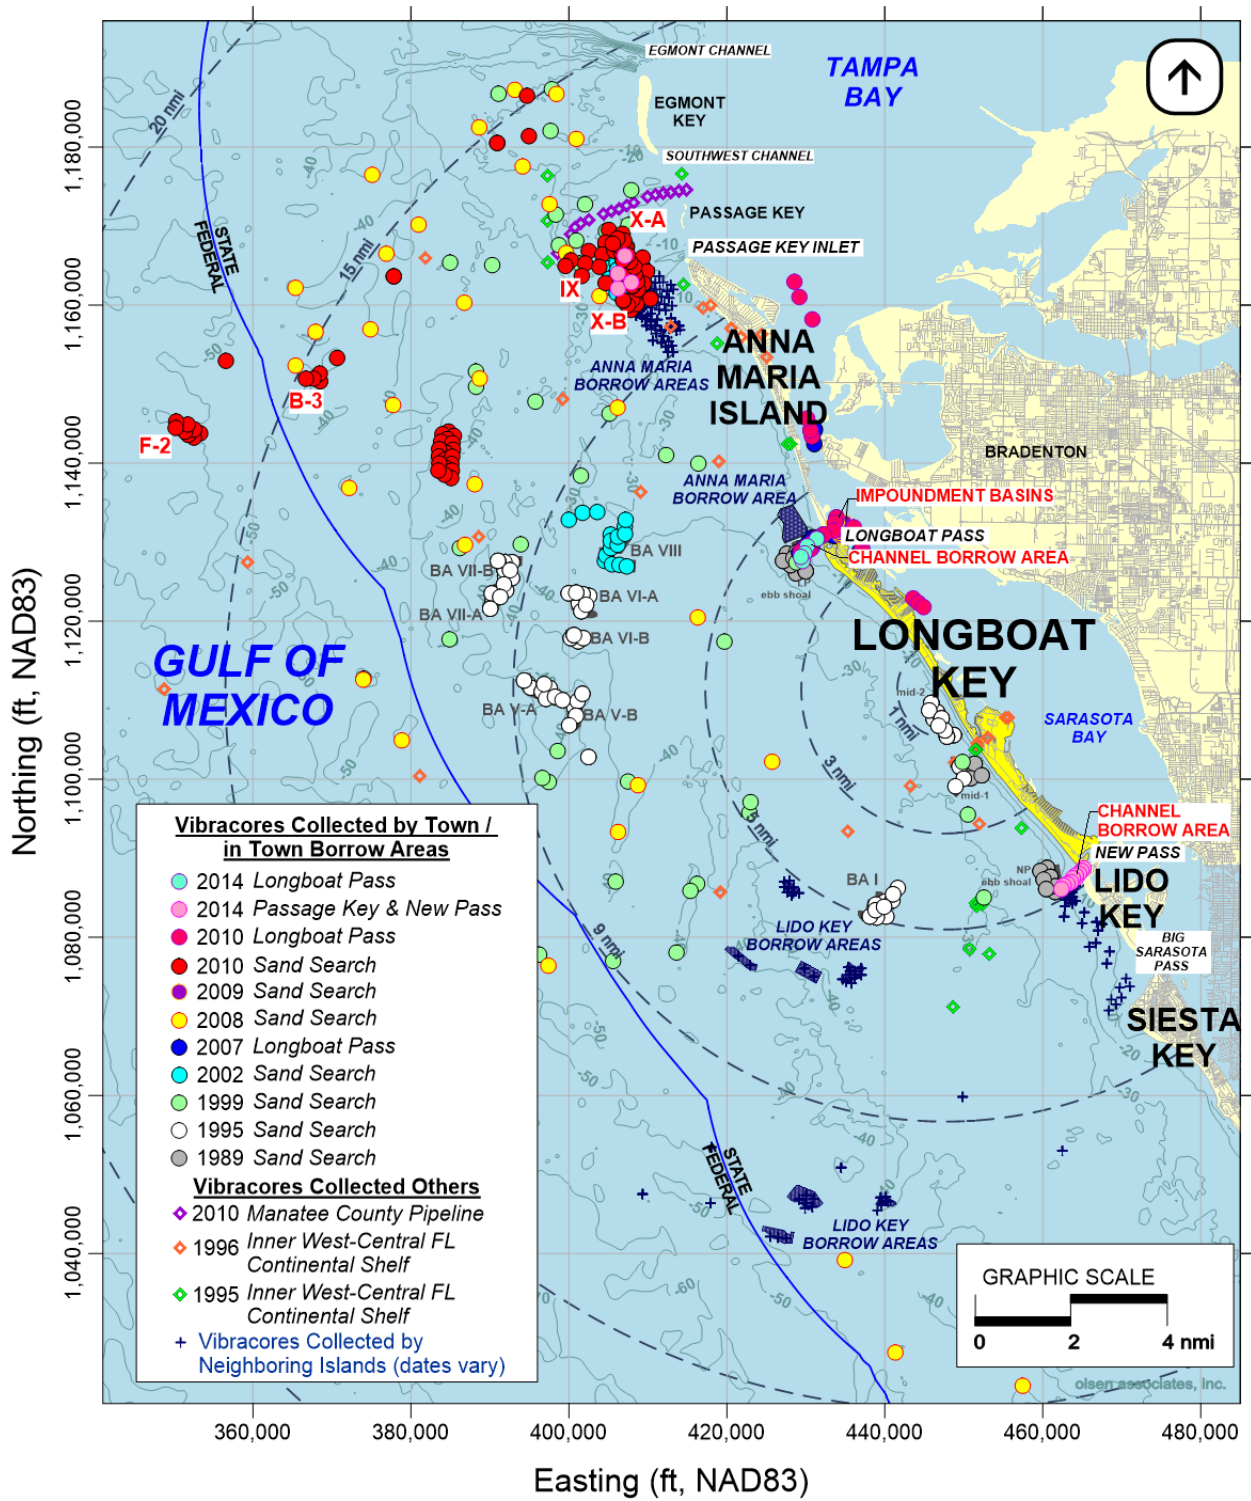 EGMONT CHANNEL
TAMPA
BAY
EGMONT
KEY
20 nmi
SOUTHWEST CHANNEL
PASSAGE KEY
X-A
PASSAGE KEY INLET
15 nmi
STATE
FEDERAL
IX
X-B
ANNA MARIA
BORROW AREAS
ANNA
MARIA
ISLAND
B-3
F-2
BRADENTON
ANNA MARIA
BORROW AREA
IMPOUNDMENT BASINS
LONGBOAT PASS
CHANNEL BORROW AREA
BA VIII
BA VII-B
LP
ebb shoal
BA VI-A
BA VII-A
BA VI-B
LONGBOAT
KEY
GULF OF
MEXICO
mid-2
BA V-A
BA V-B
1 nmi
SARASOTA
BAY
3 nmi
mid-1
5 nmi
CHANNEL
BORROW AREA
NEW PASS
NP
ebb shoal
BA I
LIDO
KEY
LIDO KEY
BORROW AREAS
9 nmi
BIG
SARASOTA
PASS
SIESTA
KEY
STATE
FEDERAL
LIDO KEY
BORROW AREAS
Vibracores Collected by Town /
in Town Borrow Areas
2014 Longboat Pass
2014 Passage Key & New Pass
2010 Longboat Pass
2010 Sand Search
2009 Sand Search
2008 Sand Search
2007 Longboat Pass
2002 Sand Search
1999 Sand Search
1995 Sand Search
1989 Sand Search
Vibracores Collected Others
2010 Manatee County Pipeline
1996 Inner West-Central FL
Continental Shelf
1995 Inner West-Central FL
Continental Shelf
Vibracores Collected by
Neighboring Islands (dates vary)
GRAPHIC SCALE
0 2 4 nmi
olsen associates, inc.
1,180,000
1,160,000
1,140,000
1,120,000
1,100,000
1,080,000
1,060,000
1,040,000
Northing (ft, NAD83)
360,000 380,000 400,000 420,000 440,000 460,000 480,000
Easting (ft, NAD83)